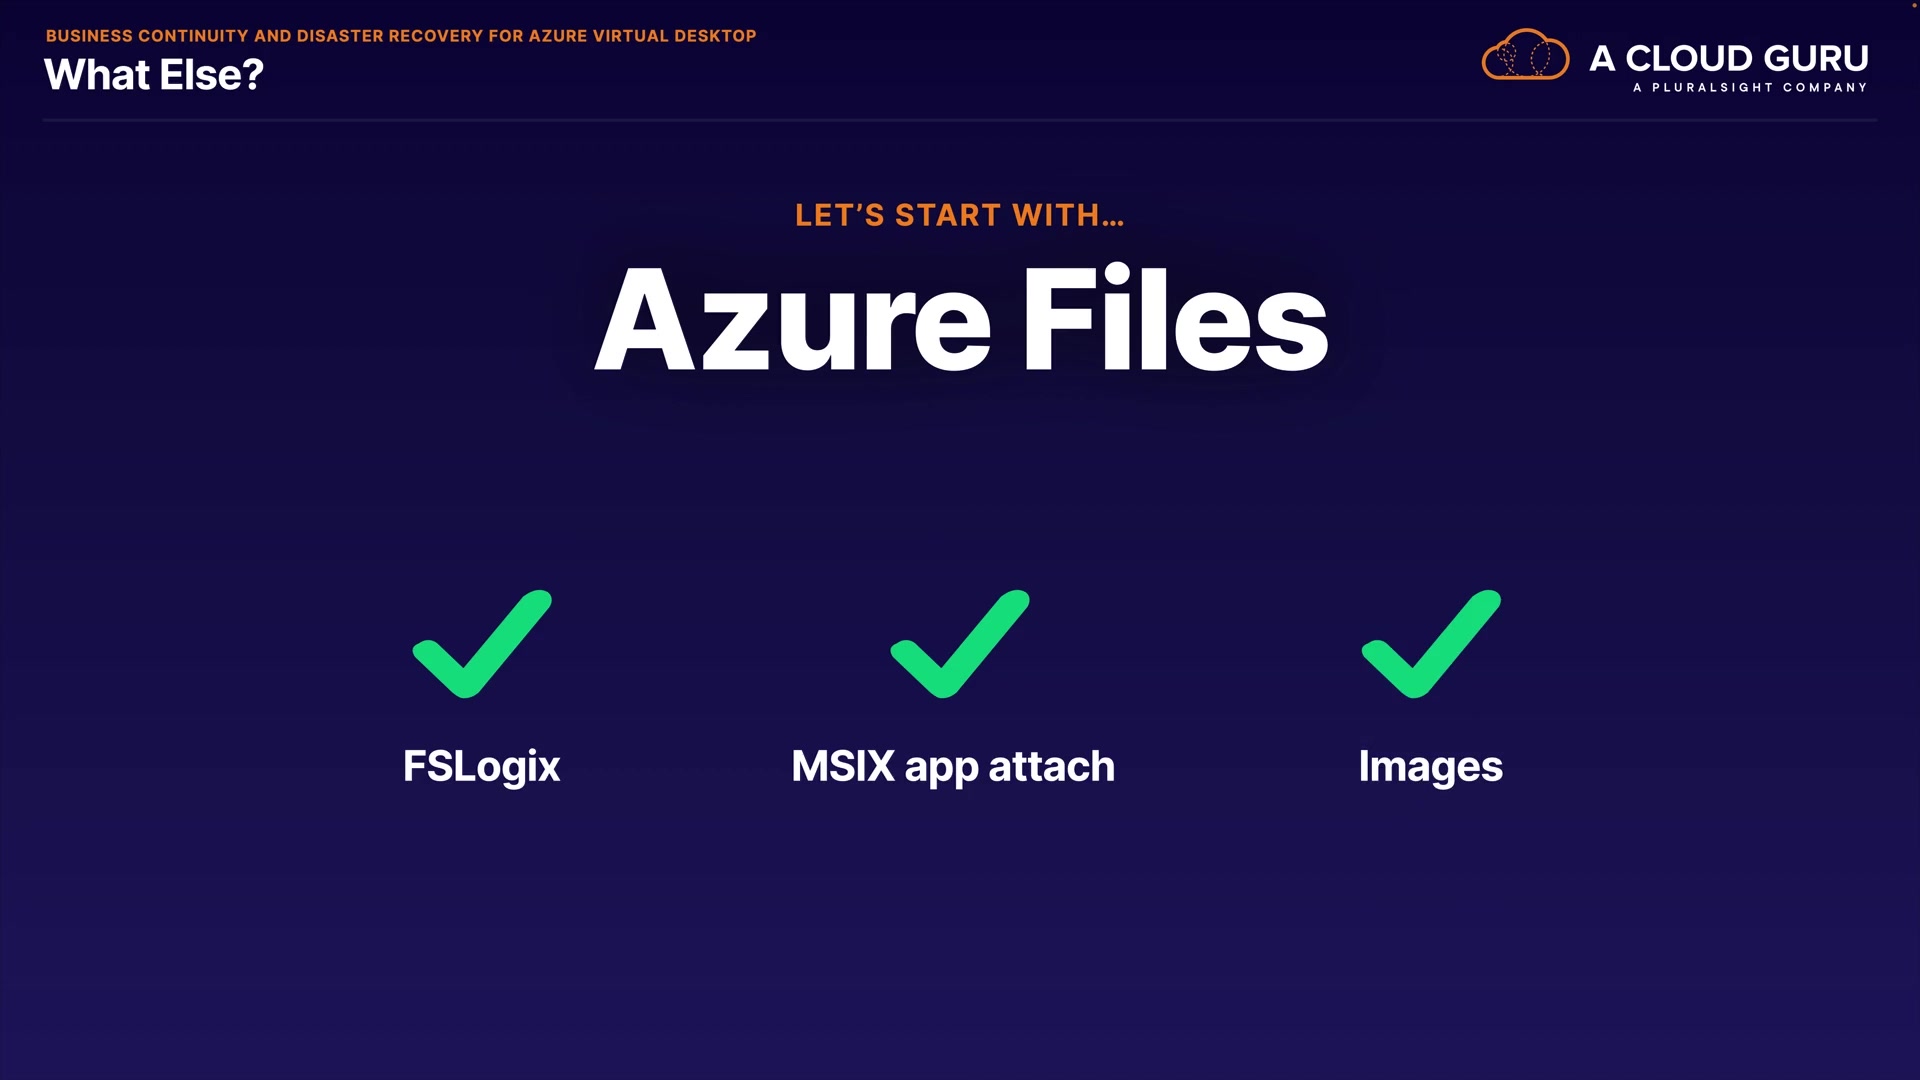 BUSINESS CONTINUITY AND DISASTER RECOVERY FOR AZURE VIRTUAL DESKTOP
What Else?
A CLOUD GURU
A PLURALSIGHT COMPANY
LET’S START WITH…
Azure Files
FSLogix
MSIX app attach
Images